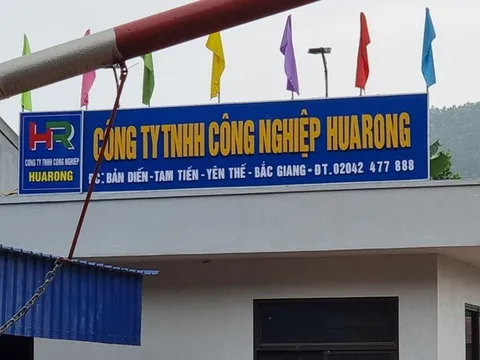 HR
CÔNG TY TNHH CÔNG NGHIỆP
HUARONG
CÔNG TY TNHH CÔNG NGHIỆP HUARONG
ĐC: BẢN DIẾN - TAM TIẾN - YÊN THẾ - BẮC GIANG - ĐT. 02042 477 888